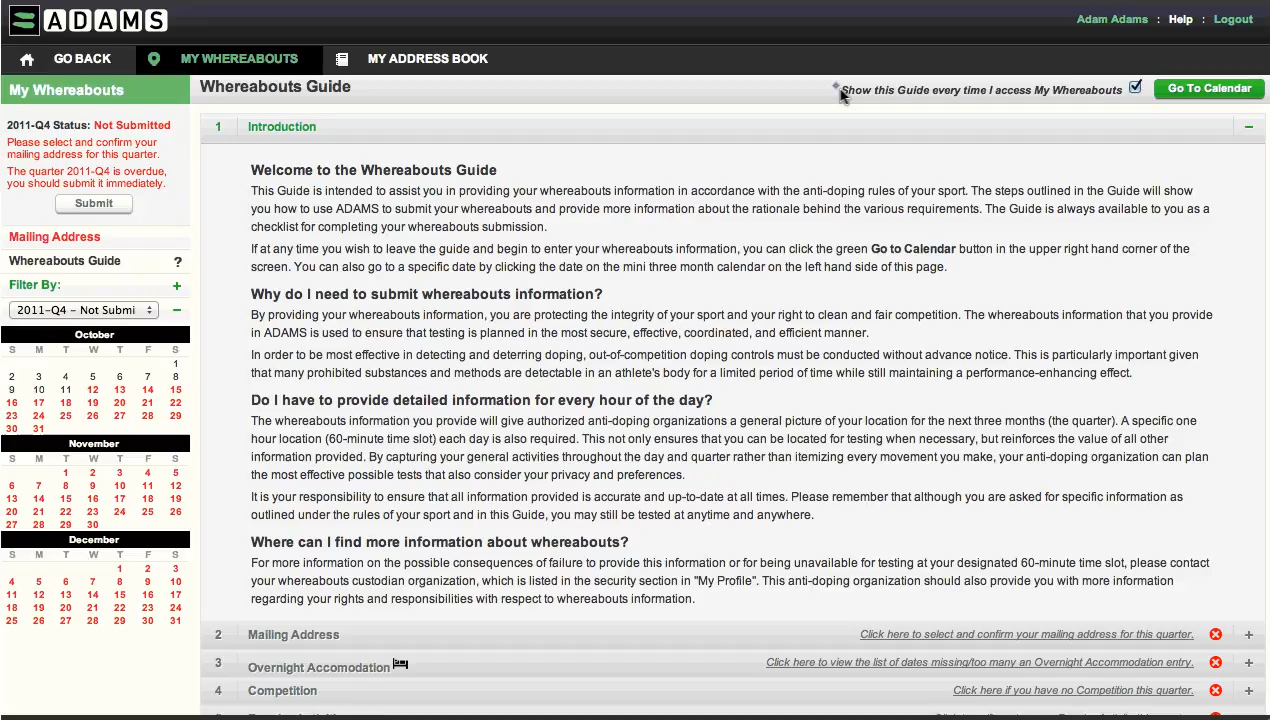 ADAMS
Adam Adams : Help : Logout
GO BACK MY WHEREABOUTS MY ADDRESS BOOK
My Whereabouts
Whereabouts Guide
Show this Guide every time I access My Whereabouts
Go To Calendar
2011-Q4 Status: Not Submitted
Please select and confirm your
mailing address for this quarter.
The quarter 2011-Q4 is overdue,
you should submit it immediately.
Submit
Mailing Address
Whereabouts Guide ?
Filter By: +
2011-Q4 - Not Submi −
October
S M T W T F S
1
2 3 4 5 6 7 8
9 10 11 12 13 14 15
16 17 18 19 20 21 22
23 24 25 26 27 28 29
30 31
November
S M T W T F S
1 2 3 4 5
6 7 8 9 10 11 12
13 14 15 16 17 18 19
20 21 22 23 24 25 26
27 28 29 30
December
S M T W T F S
1 2 3
4 5 6 7 8 9 10
11 12 13 14 15 16 17
18 19 20 21 22 23 24
25 26 27 28 29 30 31
1 Introduction −
Welcome to the Whereabouts Guide
This Guide is intended to assist you in providing your whereabouts information in accordance with the anti-doping rules of your sport. The steps outlined in the Guide will show
you how to use ADAMS to submit your whereabouts and provide more information about the rationale behind the various requirements. The Guide is always available to you as a
checklist for completing your whereabouts submission.
If at any time you wish to leave the guide and begin to enter your whereabouts information, you can click the green Go to Calendar button in the upper right hand corner of the
screen. You can also go to a specific date by clicking the date on the mini three month calendar on the left hand side of this page.
Why do I need to submit whereabouts information?
By providing your whereabouts information, you are protecting the integrity of your sport and your right to clean and fair competition. The whereabouts information that you provide
in ADAMS is used to ensure that testing is planned in the most secure, effective, coordinated, and efficient manner.
In order to be most effective in detecting and deterring doping, out-of-competition doping controls must be conducted without advance notice. This is particularly important given
that many prohibited substances and methods are detectable in an athlete's body for a limited period of time while still maintaining a performance-enhancing effect.
Do I have to provide detailed information for every hour of the day?
The whereabouts information you provide will give authorized anti-doping organizations a general picture of your location for the next three months (the quarter). A specific one
hour location (60-minute time slot) each day is also required. This not only ensures that you can be located for testing when necessary, but reinforces the value of all other
information provided. By capturing your general activities throughout the day and quarter rather than itemizing every movement you make, your anti-doping organization can plan
the most effective possible tests that also consider your privacy and preferences.
It is your responsibility to ensure that all information provided is accurate and up-to-date at all times. Please remember that although you are asked for specific information as
outlined under the rules of your sport and in this Guide, you may still be tested at anytime and anywhere.
Where can I find more information about whereabouts?
For more information on the possible consequences of failure to provide this information or for being unavailable for testing at your designated 60-minute time slot, please contact
your whereabouts custodian organization, which is listed in the security section in "My Profile". This anti-doping organization should also provide you with more information
regarding your rights and responsibilities with respect to whereabouts information.
2 Mailing Address Click here to select and confirm your mailing address for this quarter. +
3 Overnight Accomodation Click here to view the list of dates missing/too many an Overnight Accommodation entry. +
4 Competition Click here if you have no Competition this quarter. +